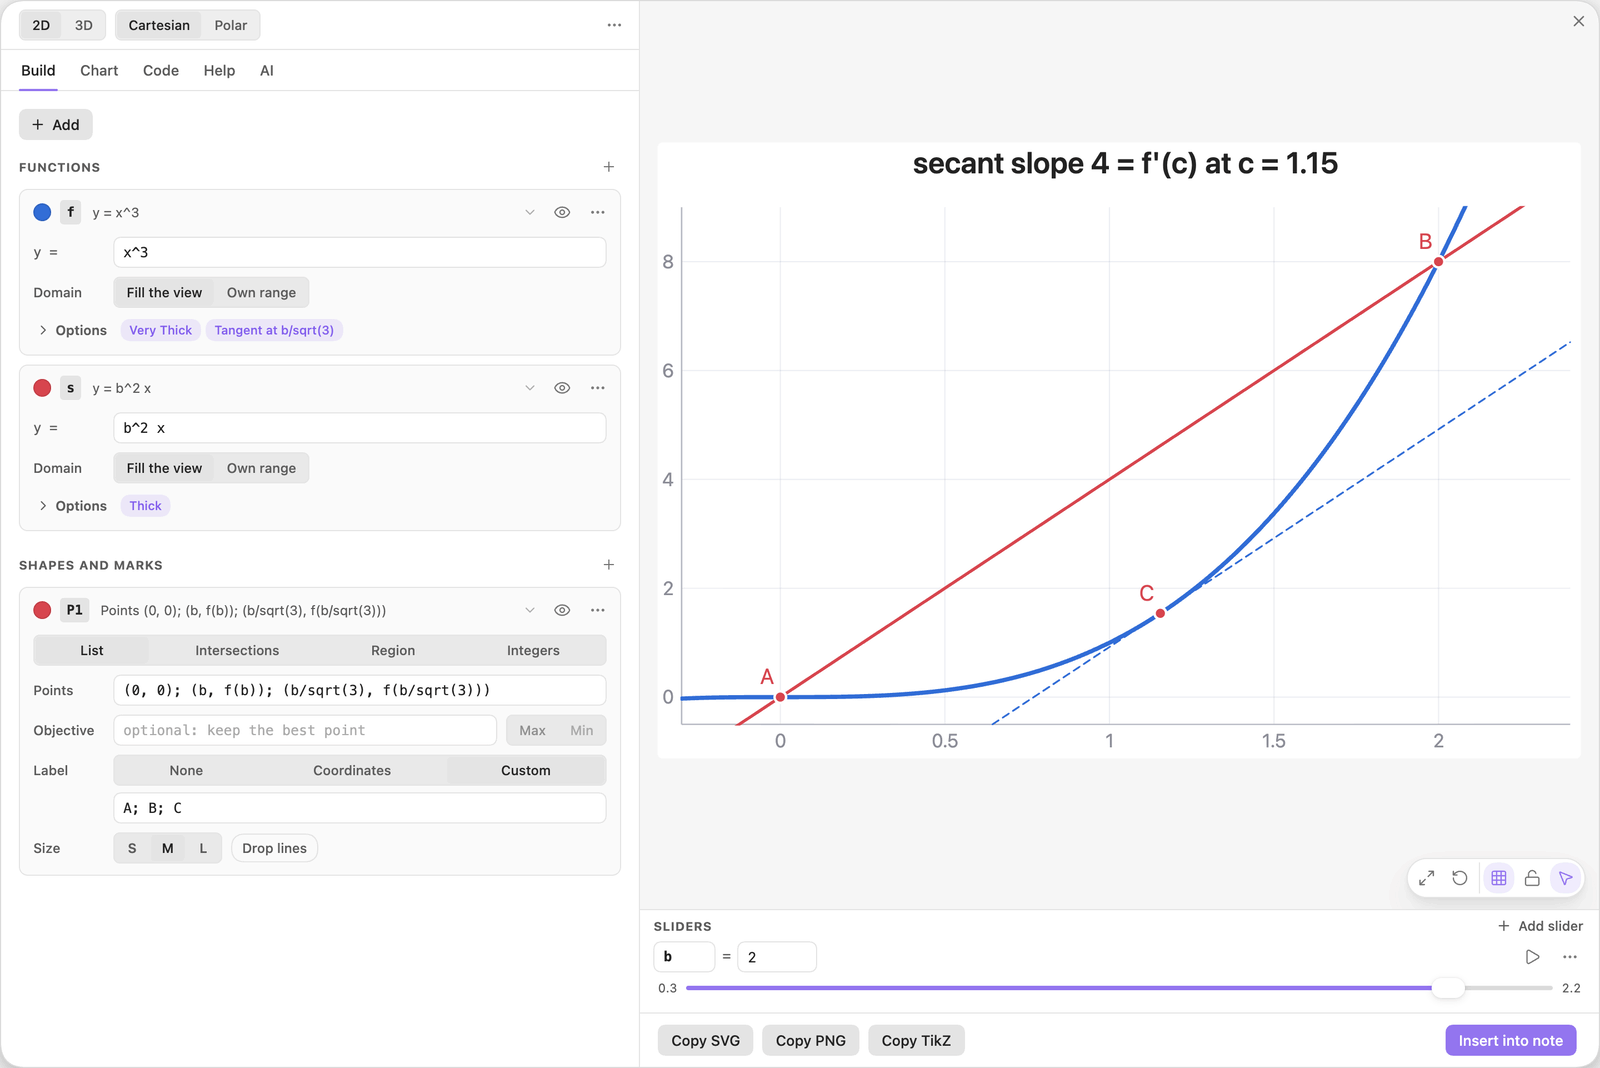 2D 3D Cartesian Polar
Build Chart Code Help AI
+ Add
FUNCTIONS
f y = x^3
y = x^3
Domain Fill the view Own range
Options Very Thick Tangent at b/sqrt(3)
s y = b^2 x
y = b^2 x
Domain Fill the view Own range
Options Thick
SHAPES AND MARKS
P1 Points (0, 0); (b, f(b)); (b/sqrt(3), f(b/sqrt(3)))
List Intersections Region Integers
Points (0, 0); (b, f(b)); (b/sqrt(3), f(b/sqrt(3)))
Objective optional: keep the best point Max Min
Label None Coordinates Custom
A; B; C
Size S M L Drop lines
secant slope 4 = f'(c) at c = 1.15
B
8
6
4
C
2
A
0
0 0.5 1 1.5 2
SLIDERS + Add slider
b = 2
0.3 2.2
Copy SVG Copy PNG Copy TikZ Insert into note